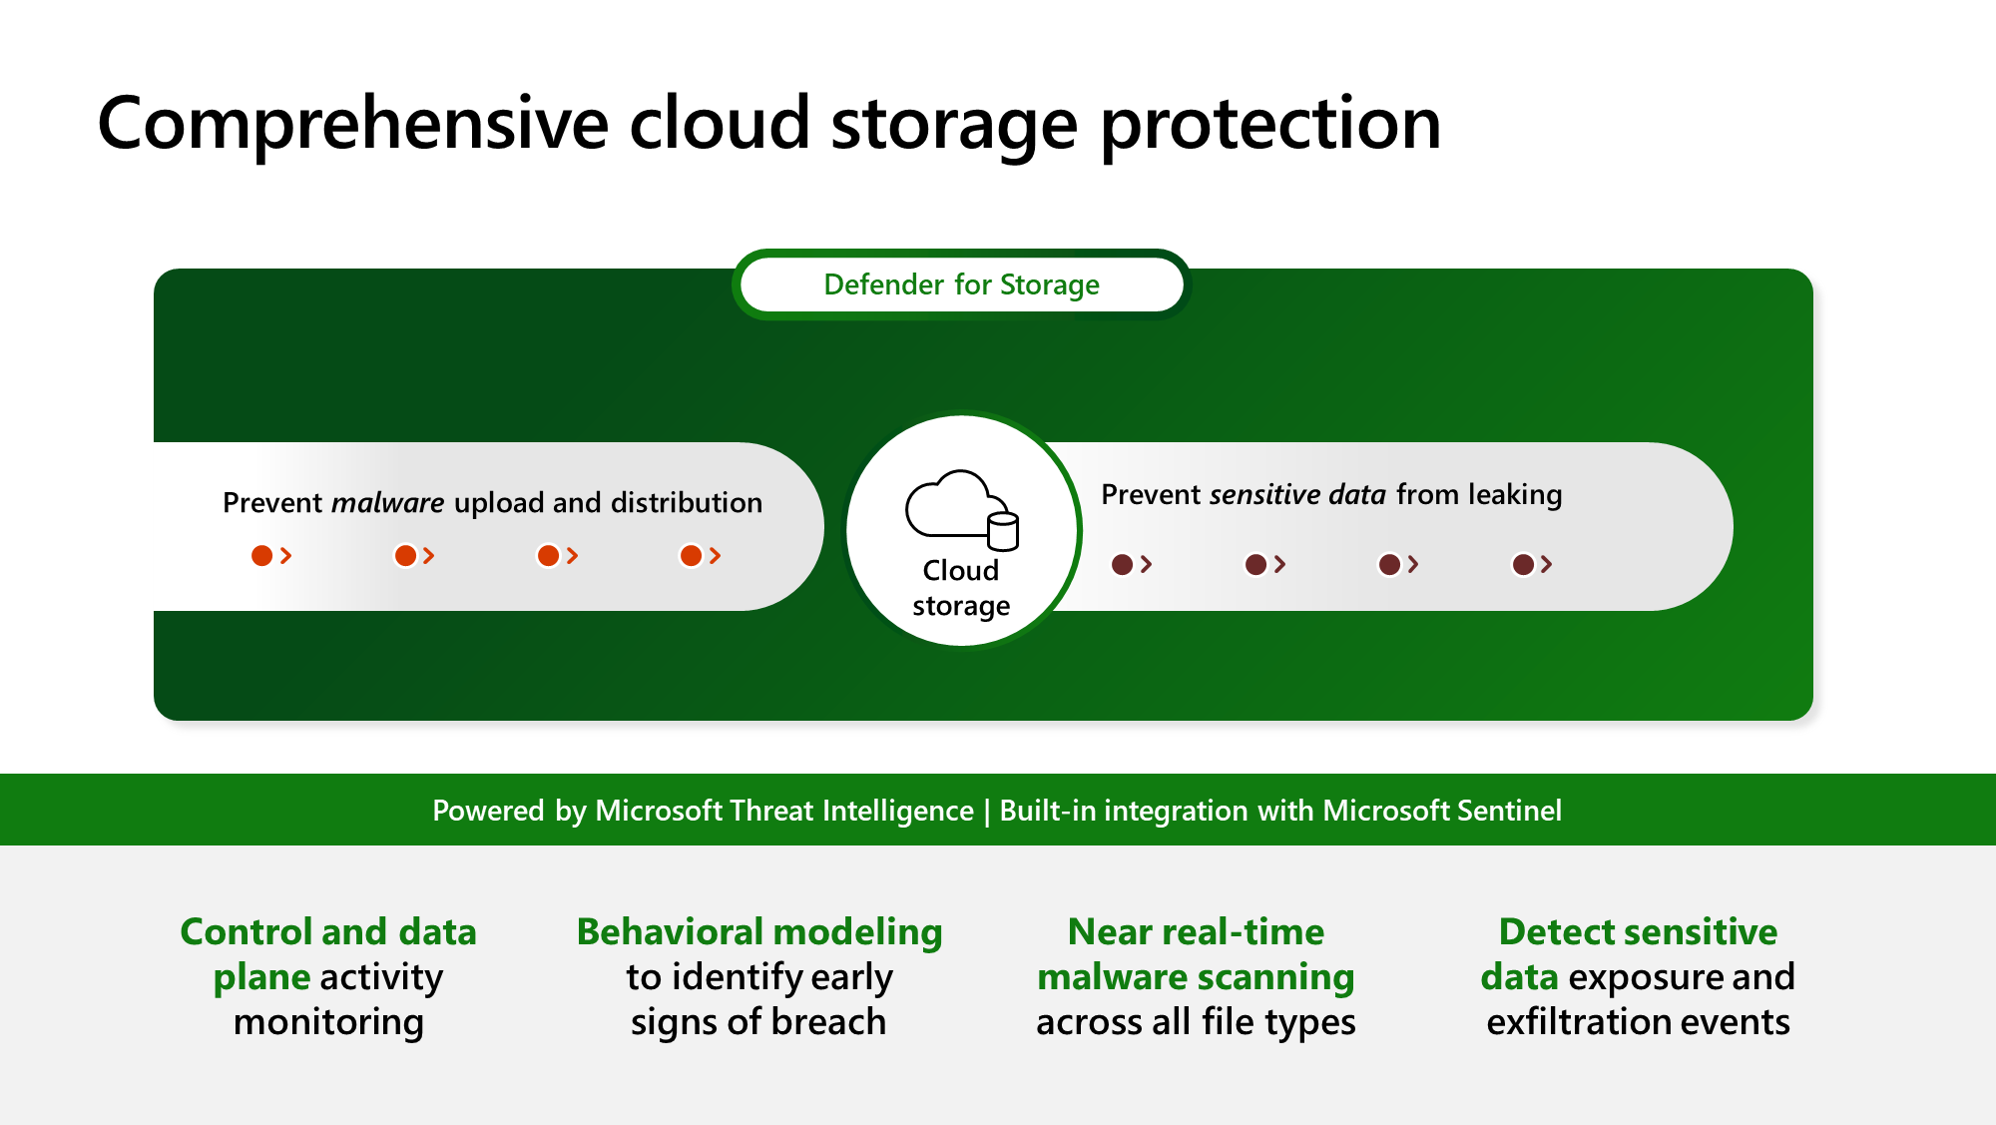 Comprehensive cloud storage protection
Defender for Storage
Prevent malware upload and distribution
Cloud
storage
Prevent sensitive data from leaking
Powered by Microsoft Threat Intelligence | Built-in integration with Microsoft Sentinel
Control and data
plane activity
monitoring
Behavioral modeling
to identify early
signs of breach
Near real-time
malware scanning
across all file types
Detect sensitive
data exposure and
exfiltration events